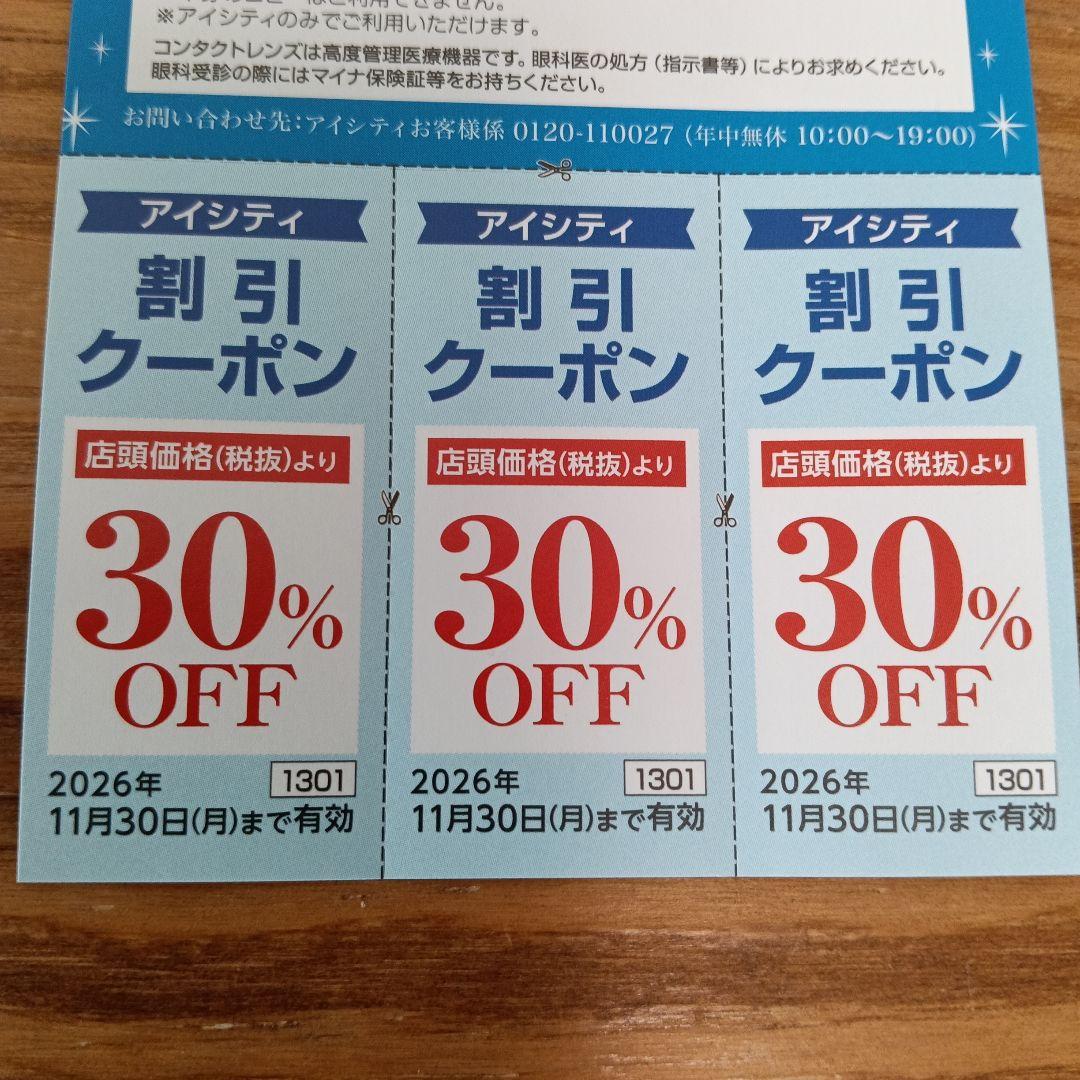 はご利用できません。
※アイシティのみでご利用いただけます。
コンタクトレンズは高度管理医療機器です。眼科医の処方（指示書等）によりお求めください。
眼科受診の際にはマイナ保険証等をお持ちください。
お問い合わせ先：アイシティお客様係 0120-110027（年中無休 10:00〜19:00）
アイシティ
割引
クーポン
店頭価格(税抜)より
30%
OFF
2026年
1301
11月30日(月)まで有効
アイシティ
割引
クーポン
店頭価格(税抜)より
30%
OFF
2026年
1301
11月30日(月)まで有効
アイシティ
割引
クーポン
店頭価格(税抜)より
30%
OFF
2026年
1301
11月30日(月)まで有効